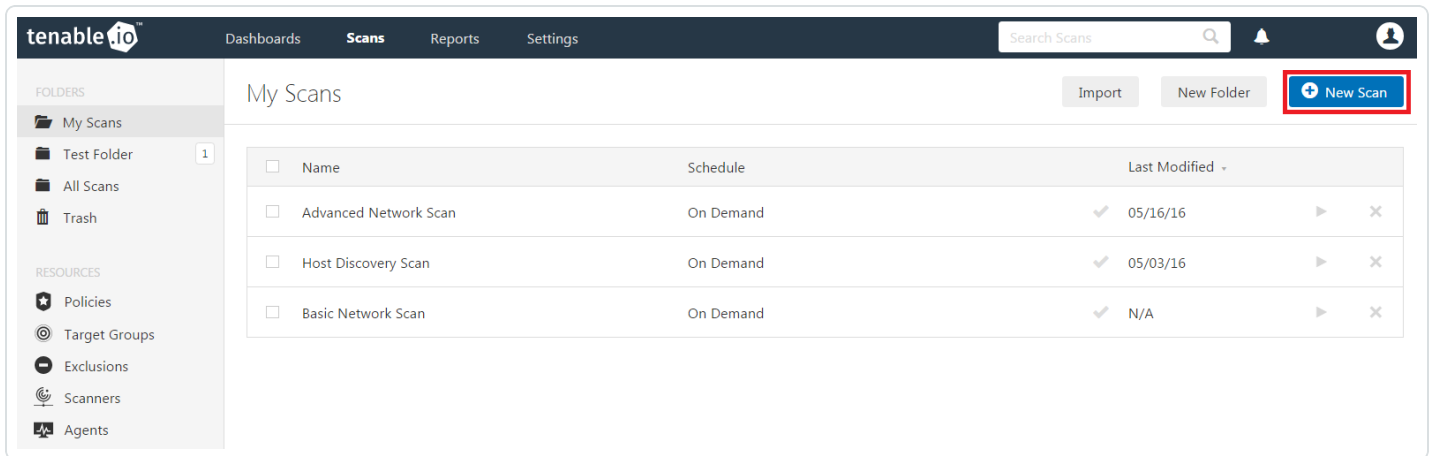 tenable.io™ Dashboards Scans Reports Settings Search Scans
FOLDERS
My Scans
Test Folder 1
All Scans
Trash
RESOURCES
Policies
Target Groups
Exclusions
Scanners
Agents
My Scans Import New Folder New Scan
Name Schedule Last Modified
Advanced Network Scan On Demand 05/16/16
Host Discovery Scan On Demand 05/03/16
Basic Network Scan On Demand N/A